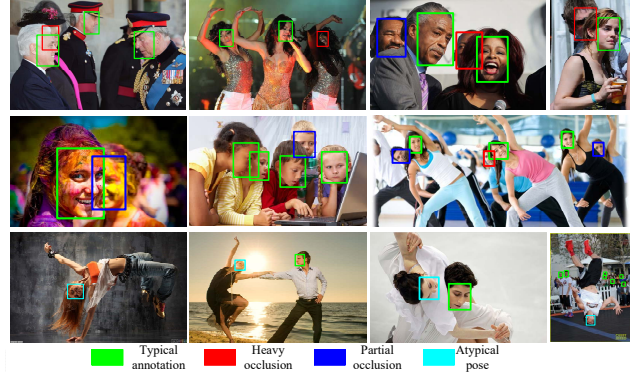 Typical annotation
Heavy occlusion
Partial occlusion
Atypical pose